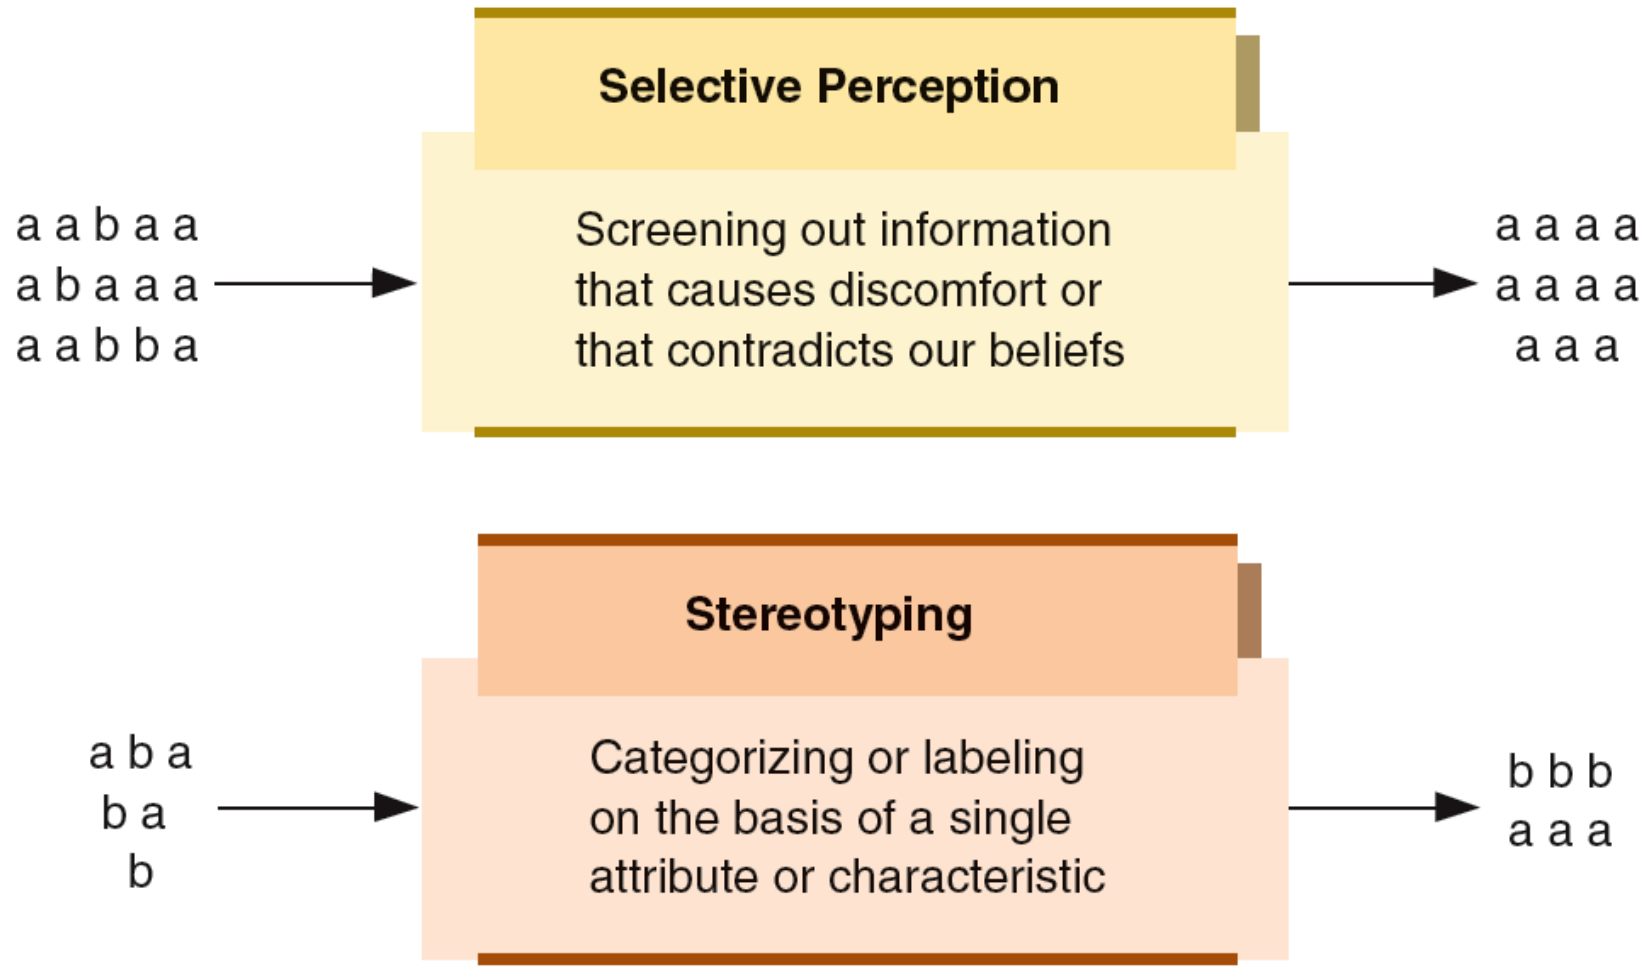 Selective Perception
a a b a a
a b a a a
a a b b a
Screening out information
that causes discomfort or
that contradicts our beliefs
a a a a
a a a a
a a a
Stereotyping
a b a
b a
b
Categorizing or labeling
on the basis of a single
attribute or characteristic
b b b
a a a